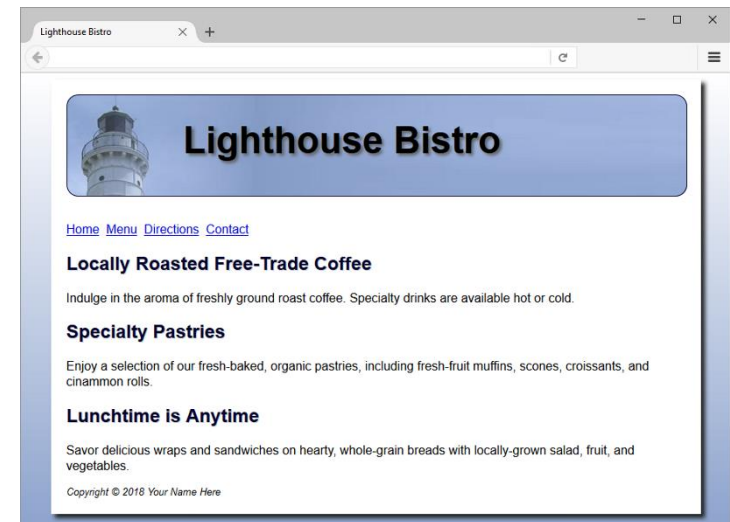 Lighthouse Bistro
Lighthouse Bistro
Home Menu Directions Contact
Locally Roasted Free-Trade Coffee
Indulge in the aroma of freshly ground roast coffee. Specialty drinks are available hot or cold.
Specialty Pastries
Enjoy a selection of our fresh-baked, organic pastries, including fresh-fruit muffins, scones, croissants, and
cinammon rolls.
Lunchtime is Anytime
Savor delicious wraps and sandwiches on hearty, whole-grain breads with locally-grown salad, fruit, and
vegetables.
Copyright © 2018 Your Name Here